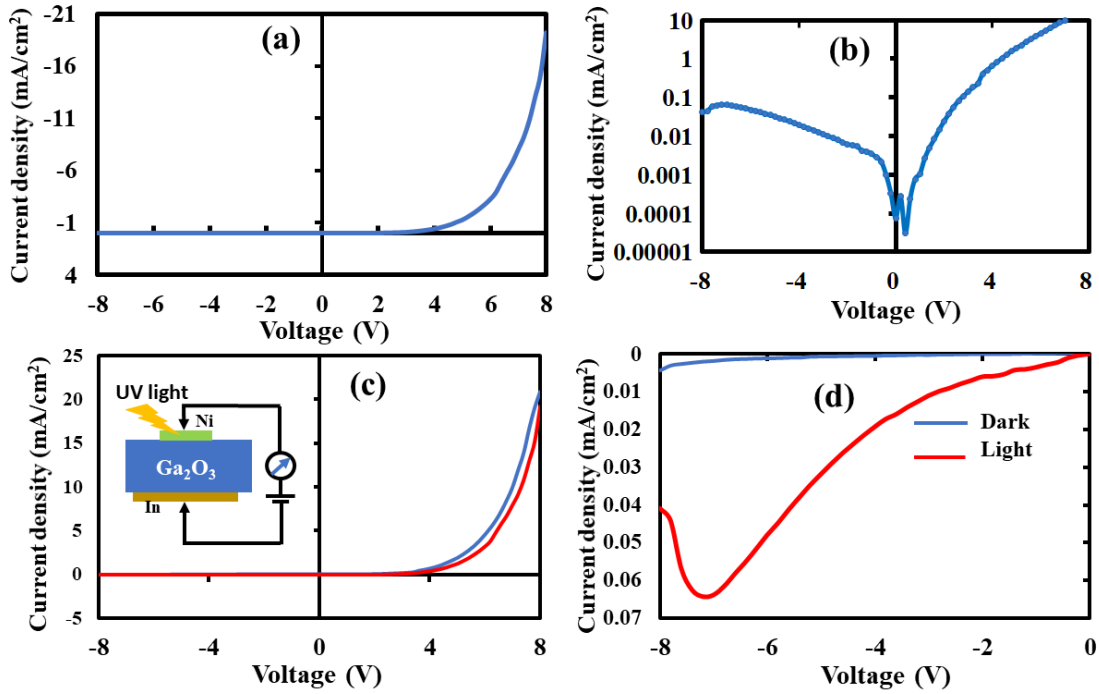 (a)
Current density (mA/cm²)
-21
-16
-11
-6
-1
4
-8 -6 -4 -2 0 2 4 6 8
Voltage (V)
(b)
Current density (mA/cm²)
10
1
0.1
0.01
0.001
0.0001
0.00001
-8 -4 0 4 8
Voltage (V)
(c)
Current density (mA/cm²)
25
20
15
10
5
0
-5
UV light
Ni
Ga₂O₃
In
-8 -4 0 4 8
Voltage (V)
(d)
Current density (mA/cm²)
0
0.01
0.02
0.03
0.04
0.05
0.06
0.07
Dark
Light
-8 -6 -4 -2 0
Voltage (V)